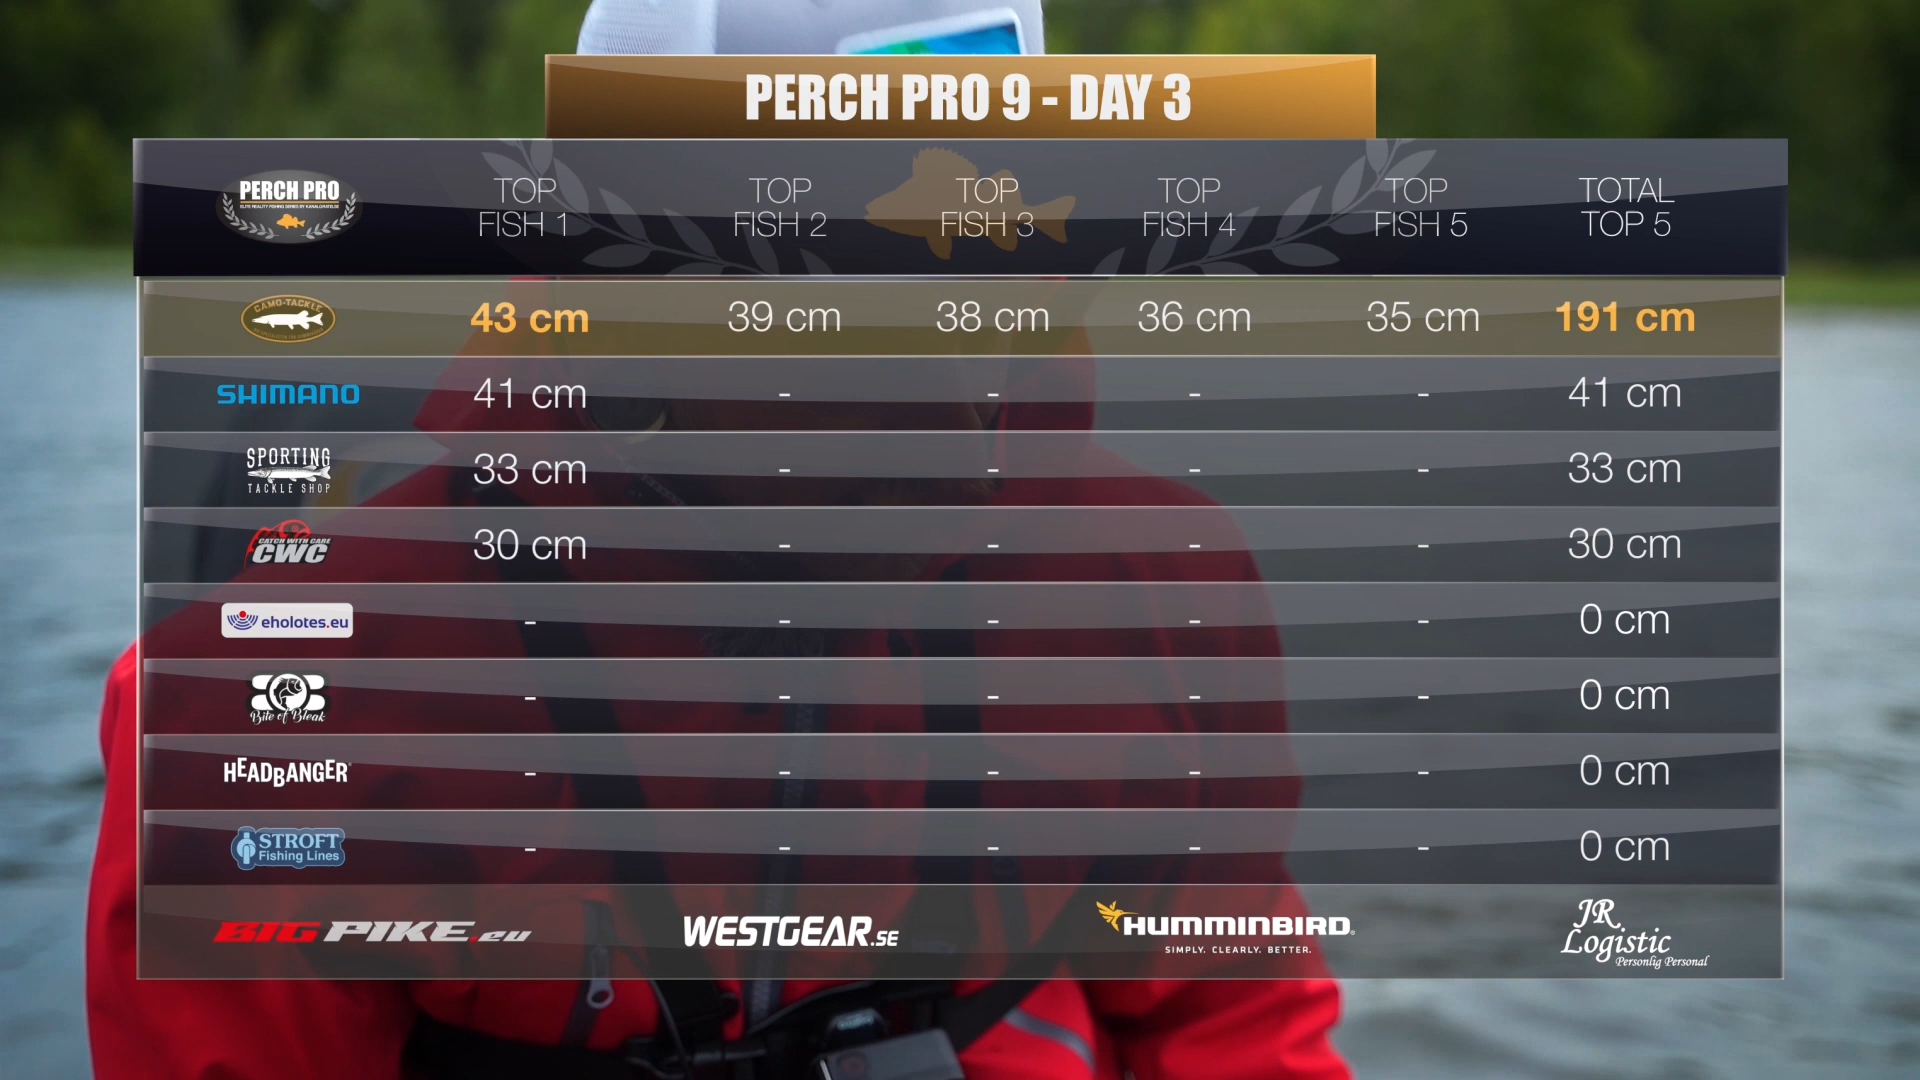 PERCH PRO 9 - DAY 3
PERCH PRO
TOP FISH 1
TOP FISH 2
TOP FISH 3
TOP FISH 4
TOP FISH 5
TOTAL TOP 5
CAMO-TACKLE
43 cm 39 cm 38 cm 36 cm 35 cm 191 cm
SHIMANO 41 cm - - - - 41 cm
SPORTING
TACKLE SHOP
33 cm - - - - 33 cm
CATCH WITH CARE
CWC
30 cm - - - - 30 cm
eholotes.eu - - - - - 0 cm
Bite of Bleak - - - - - 0 cm
HEADBANGER - - - - - 0 cm
STROFT
Fishing Lines
- - - - - 0 cm
BIG PIKE.eu
WESTGEAR.SE
HUMMINBIRD
SIMPLY. CLEARLY. BETTER.
JR
Logistic
Personlig Personal